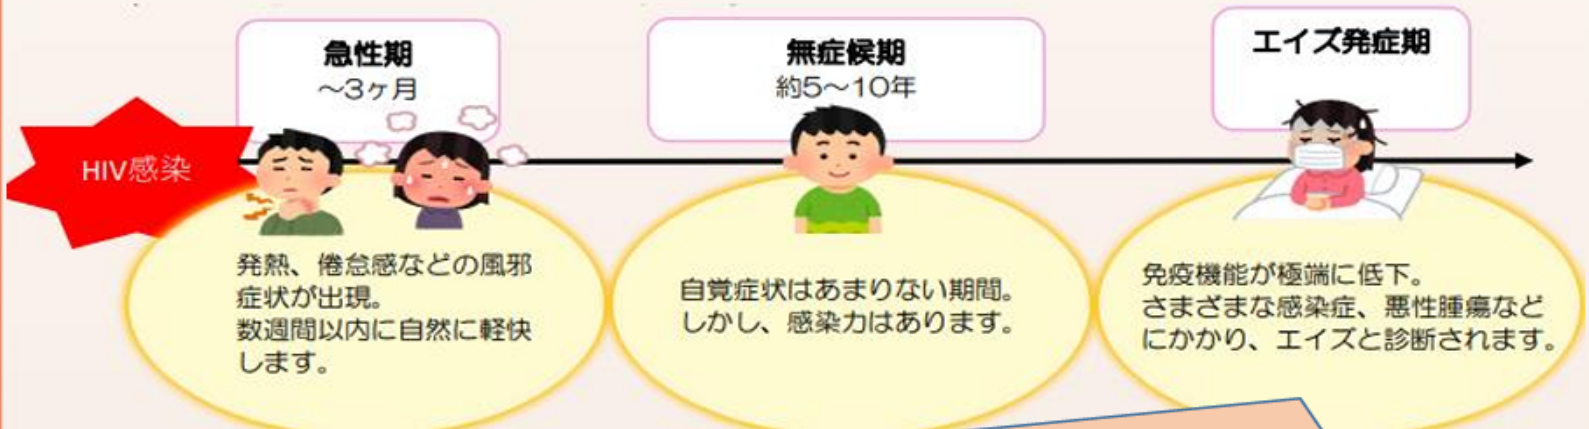 HIV感染
急性期
～3ヶ月
発熱、倦怠感などの風邪
症状が出現。
数週間以内に自然に軽快
します。
無症候期
約5～10年
自覚症状はあまりない期間。
しかし、感染力はあります。
エイズ発症期
免疫機能が極端に低下。
さまざまな感染症、悪性腫瘍など
にかかり、エイズと診断されます。